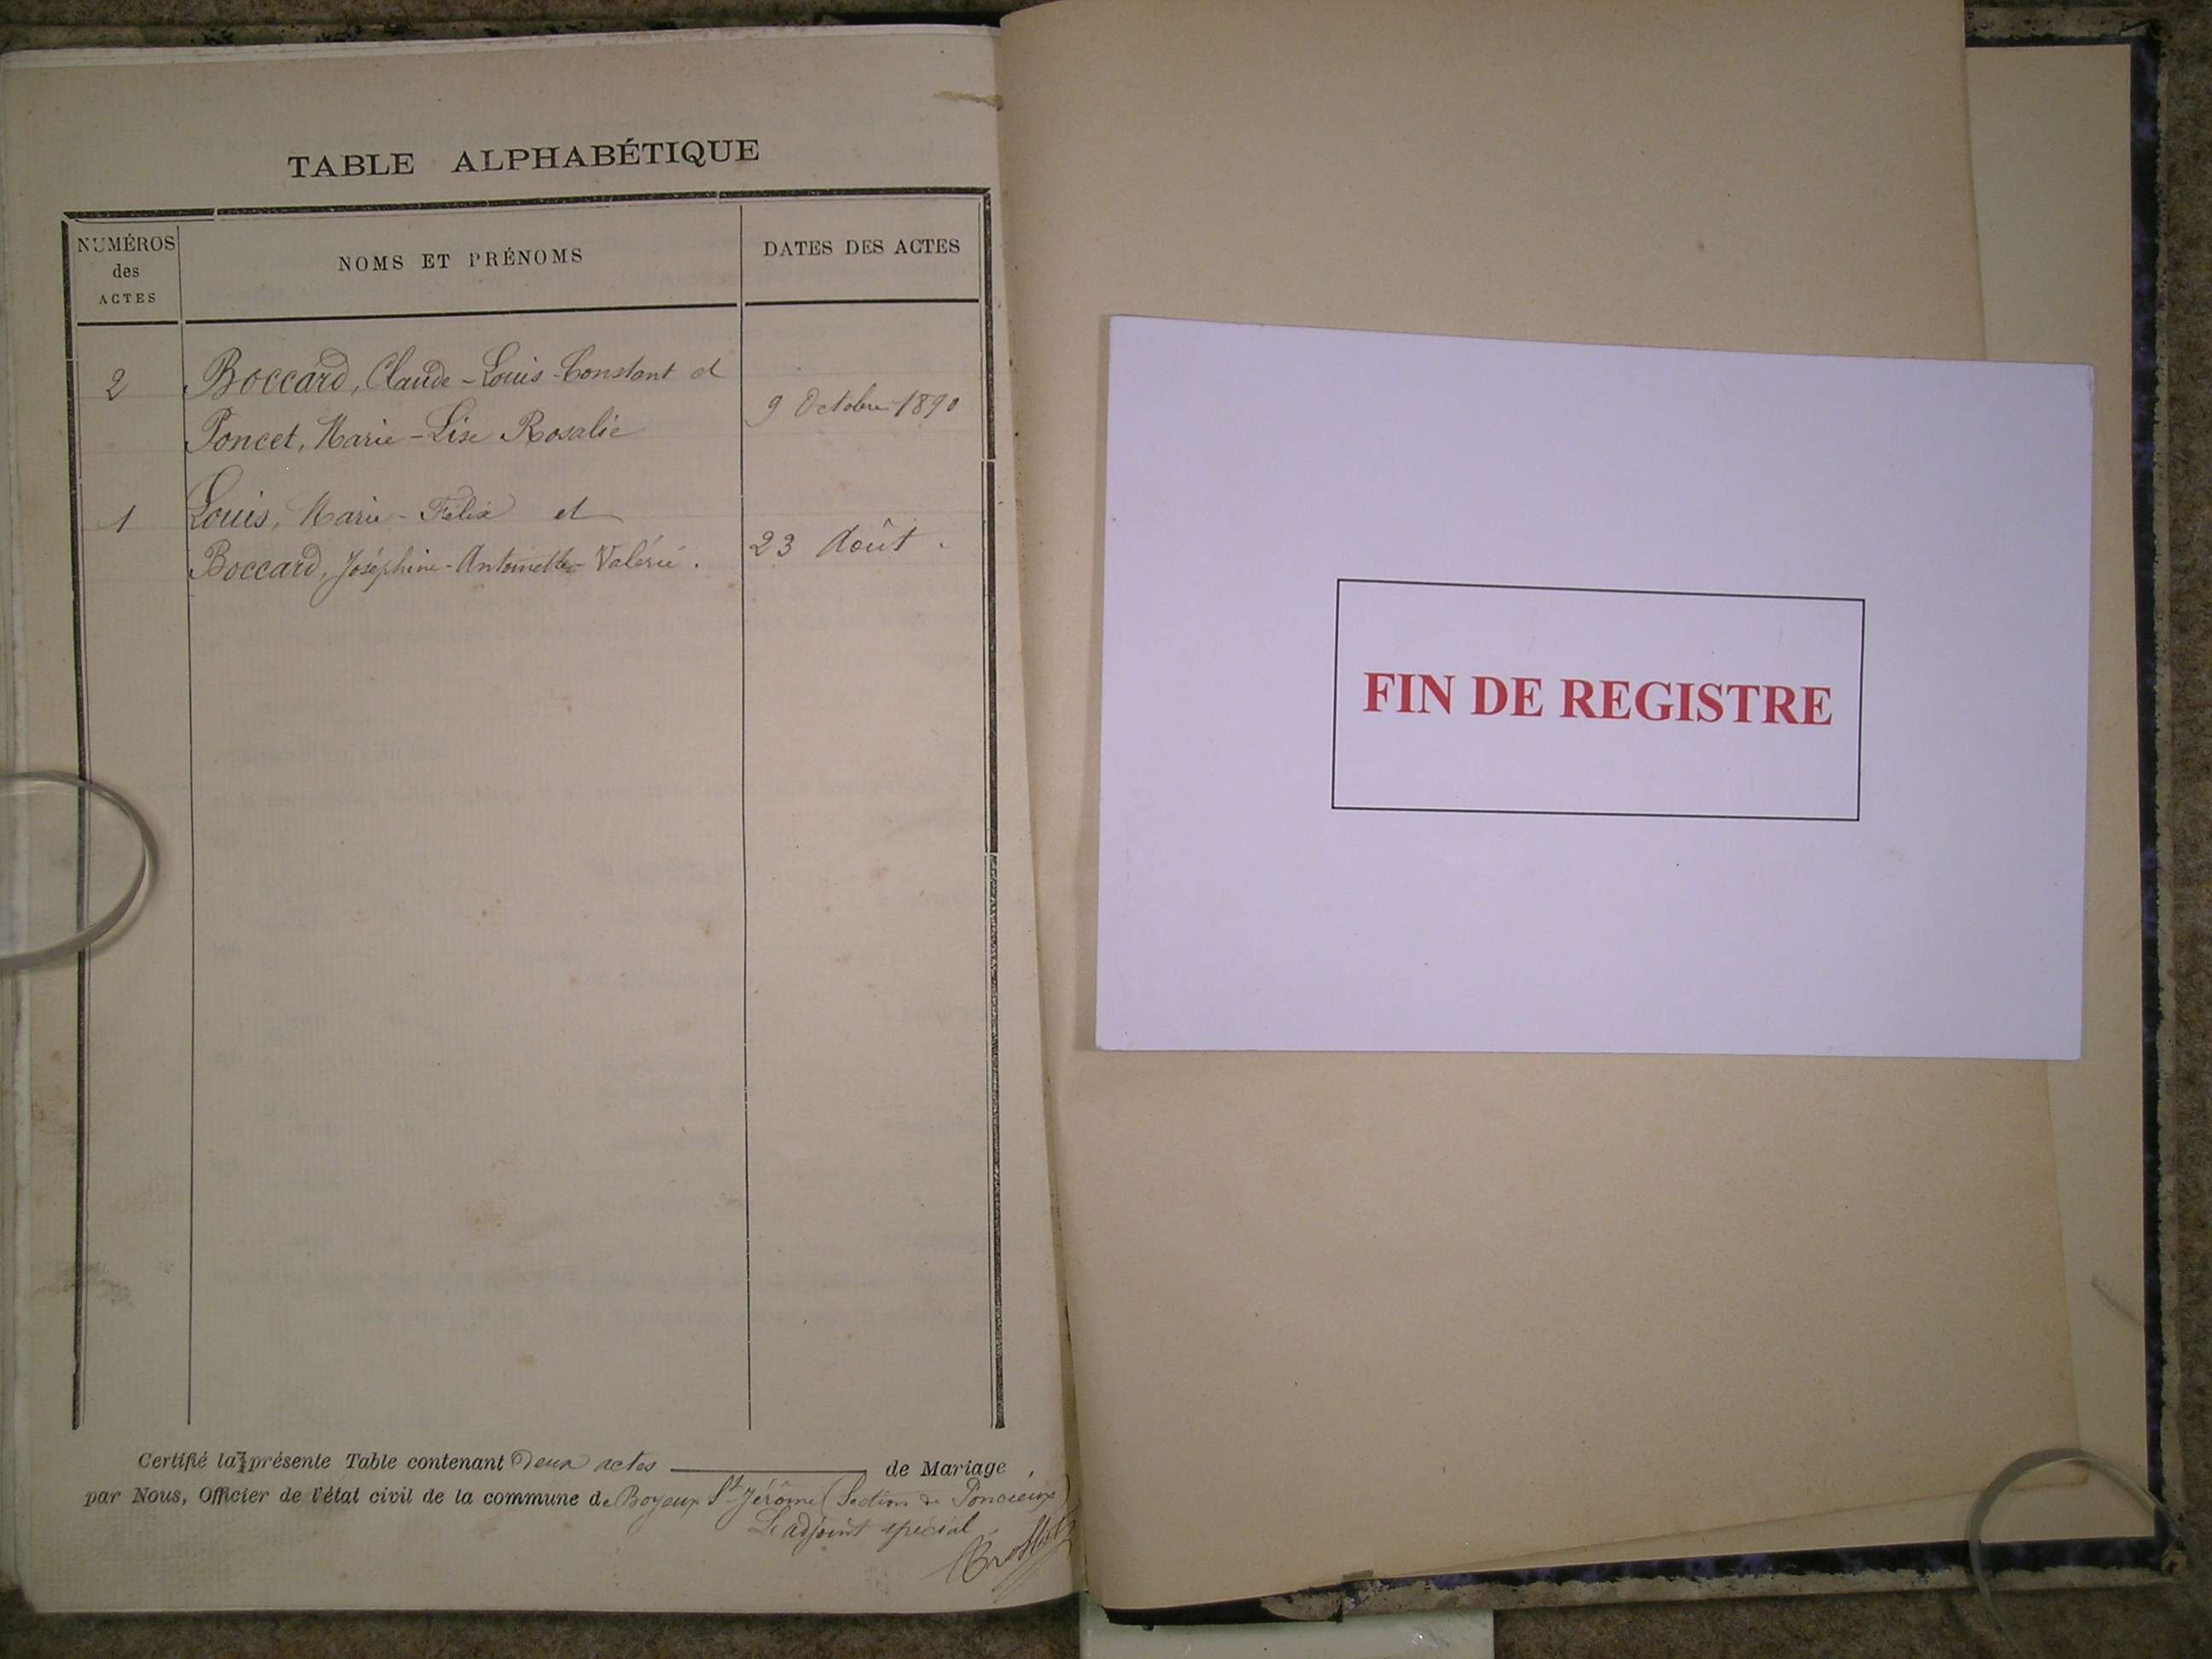 TABLE ALPHABÉTIQUE
NUMÉROS
des
ACTES
NOMS ET PRÉNOMS
DATES DES ACTES
2
Boccard, Claude-Louis-Constant et
Poncet, Marie-Lise Rosalie
9 Octobre 1890
1
Louis, Marie-Félix et
Boccard, Joséphine-Antoinette-Valérie.
23 Août.
Certifié la présente Table contenant Deux actes de Mariage,
par Nous, Officier de l'état civil de la commune de Boyeux St Jérôme (Section de Poncieux)
L'adjoint spécial
FIN DE REGISTRE